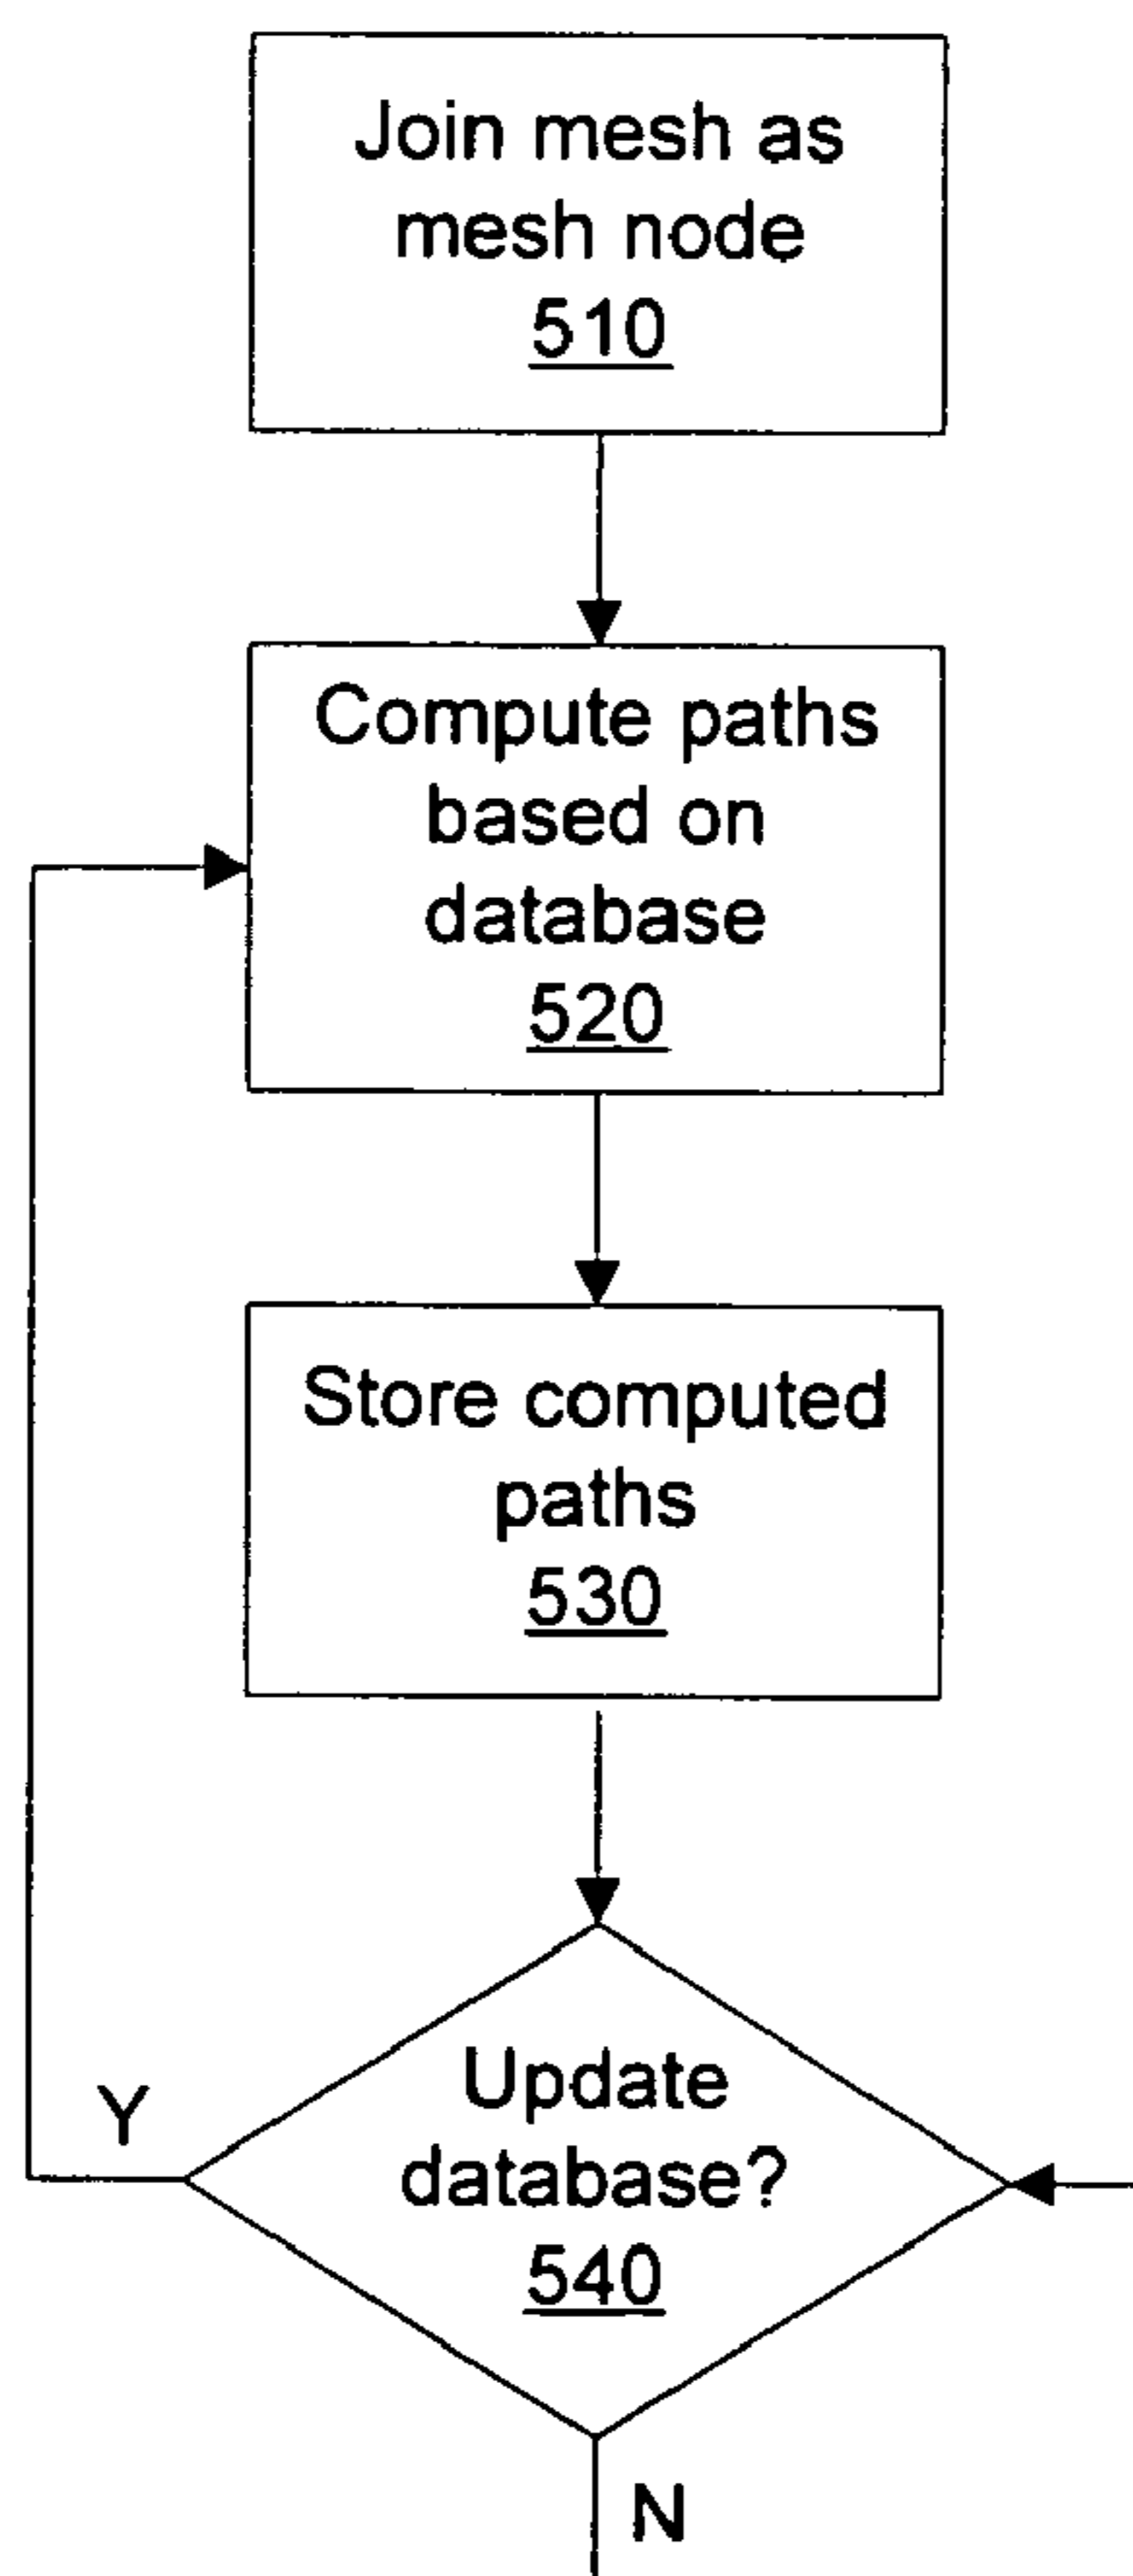 Join mesh as
mesh node
510
Compute paths
based on
database
520
Store computed
paths
530
Update
database?
540
Y
N